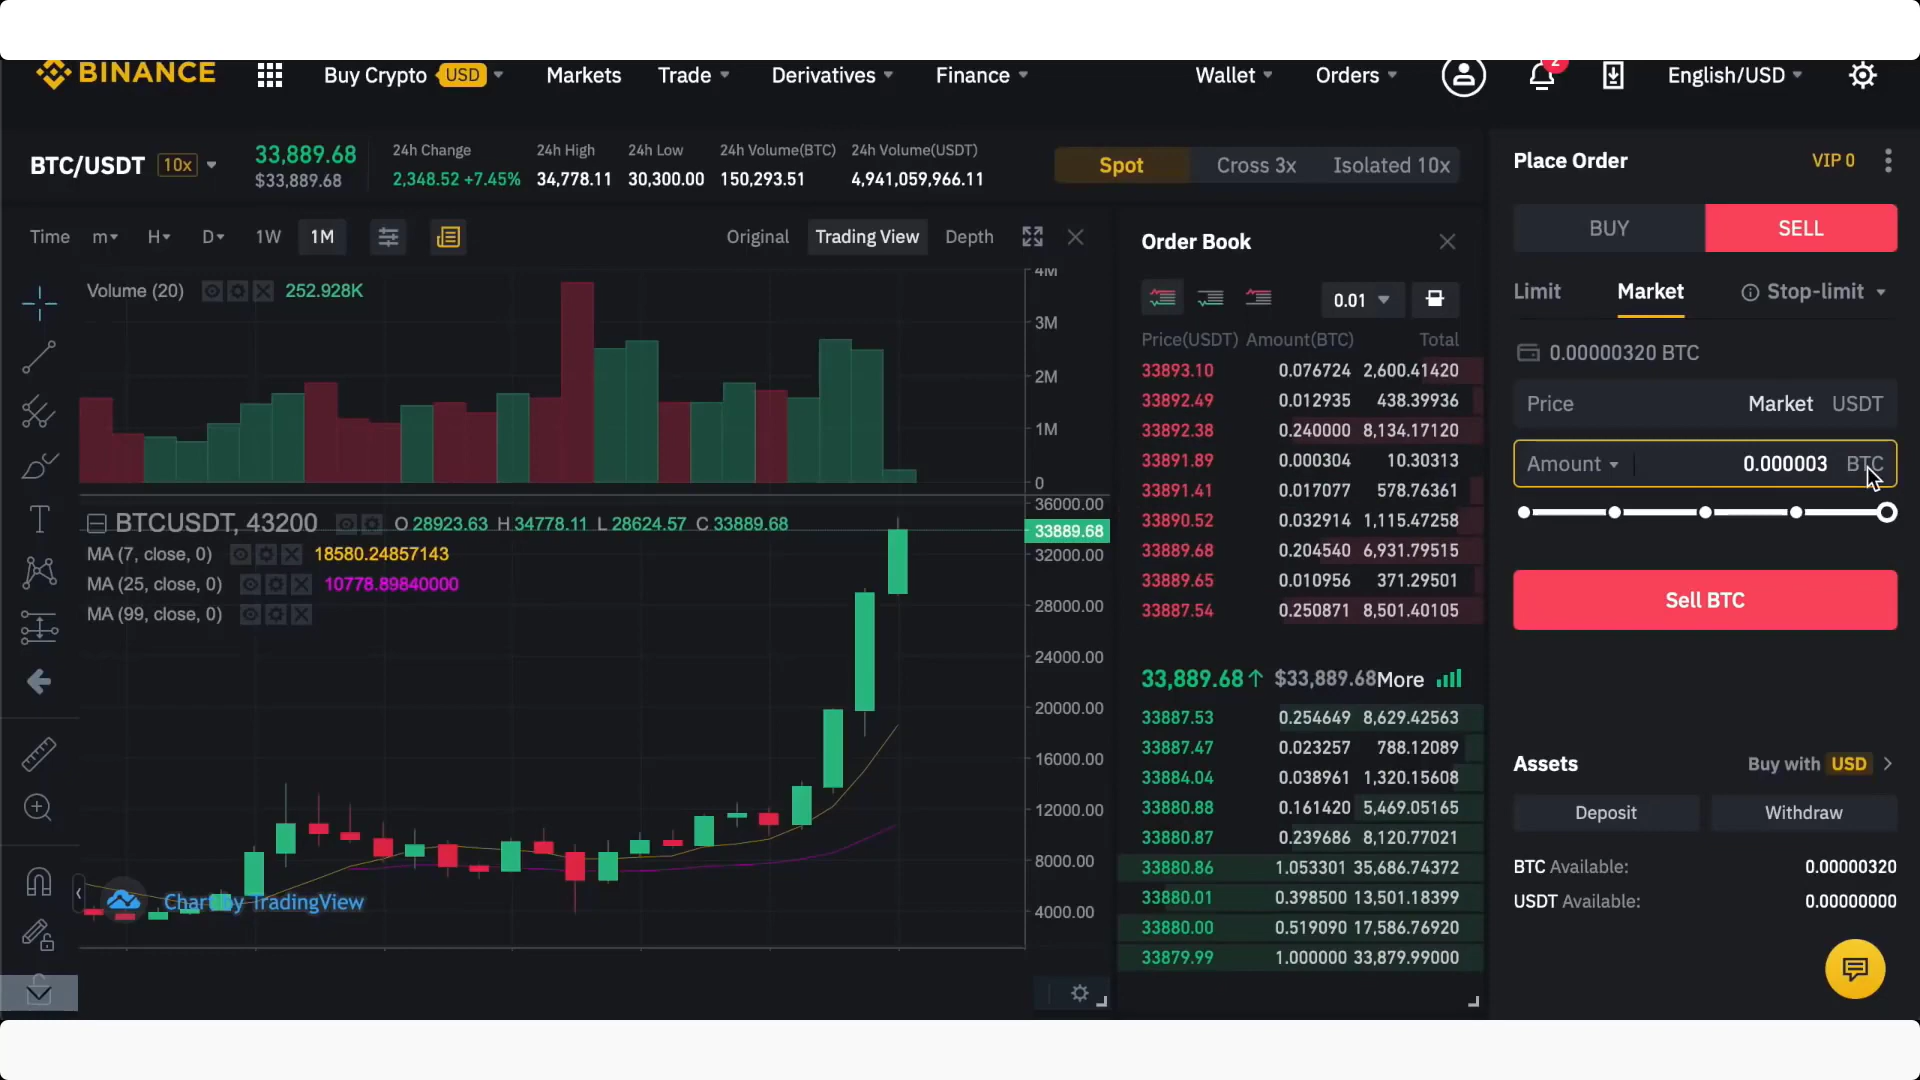 BINANCE Buy Crypto USD Markets Trade Derivatives Finance Wallet Orders 2 English/USD
BTC/USDT 10x
33,889.68
$33,889.68
24h Change
2,348.52 +7.45%
24h High
34,778.11
24h Low
30,300.00
24h Volume(BTC)
150,293.51
24h Volume(USDT)
4,941,059,966.11
Spot Cross 3x Isolated 10x
Time m H D 1W 1M Original Trading View Depth
Volume (20) 252.928K
4M
3M
2M
1M
0
BTCUSDT, 43200 O 28923.63 H 34778.11 L 28624.57 C 33889.68
MA (7, close, 0) 18580.24857143
MA (25, close, 0) 10778.89840000
MA (99, close, 0)
36000.00
33889.68
32000.00
28000.00
24000.00
20000.00
16000.00
12000.00
8000.00
4000.00
Chart by TradingView
Order Book
0.01
Price(USDT) Amount(BTC) Total
33893.10 0.076724 2,600.41420
33892.49 0.012935 438.39936
33892.38 0.240000 8,134.17120
33891.89 0.000304 10.30313
33891.41 0.017077 578.76361
33890.52 0.032914 1,115.47258
33889.68 0.204540 6,931.79515
33889.65 0.010956 371.29501
33887.54 0.250871 8,501.40105
33,889.68 ↑ $33,889.68 More
33887.53 0.254649 8,629.42563
33887.47 0.023257 788.12089
33884.04 0.038961 1,320.15608
33880.88 0.161420 5,469.05165
33880.87 0.239686 8,120.77021
33880.86 1.053301 35,686.74372
33880.01 0.398500 13,501.18399
33880.00 0.519090 17,586.76920
33879.99 1.000000 33,879.99000
Place Order VIP 0
BUY SELL
Limit Market Stop-limit
0.00000320 BTC
Price Market USDT
Amount 0.000003 BTC
Sell BTC
Assets Buy with USD
Deposit Withdraw
BTC Available: 0.00000320
USDT Available: 0.00000000